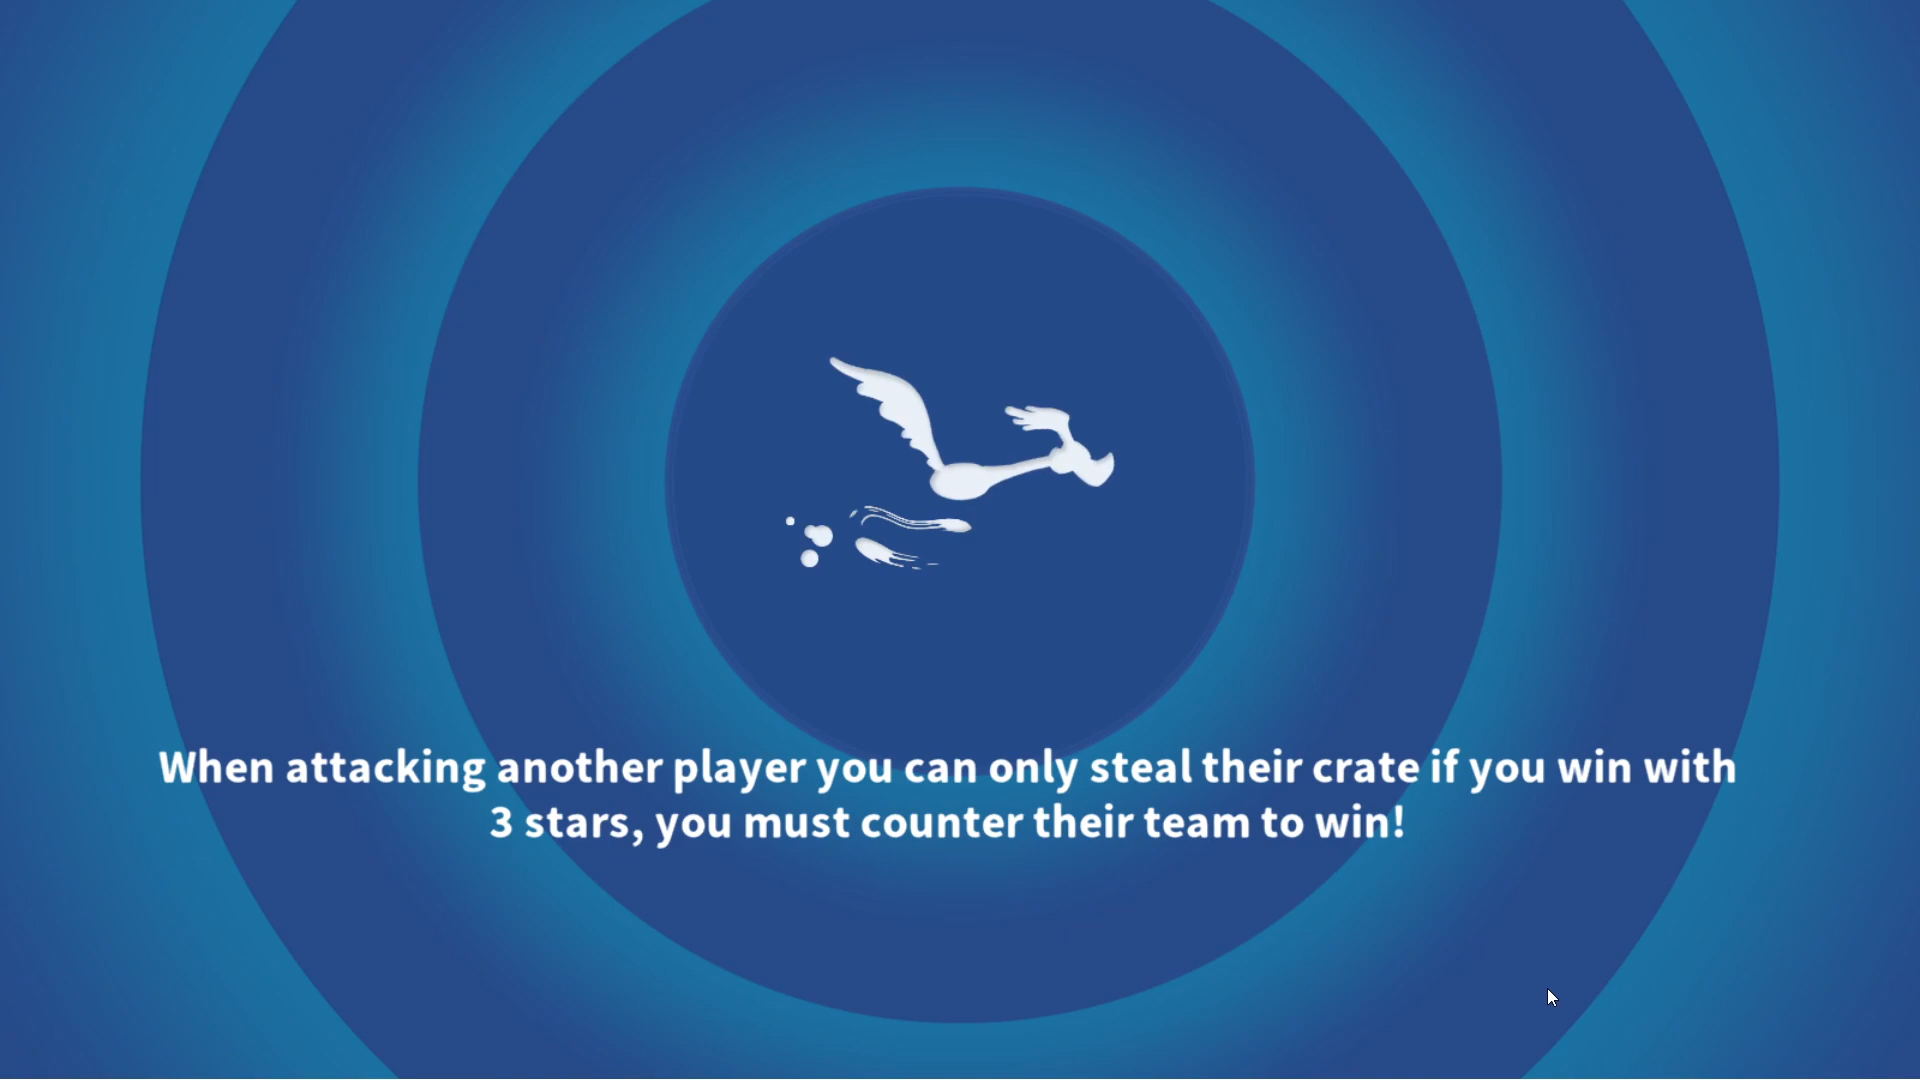 When attacking another player you can only steal their crate if you win with
3 stars, you must counter their team to win!